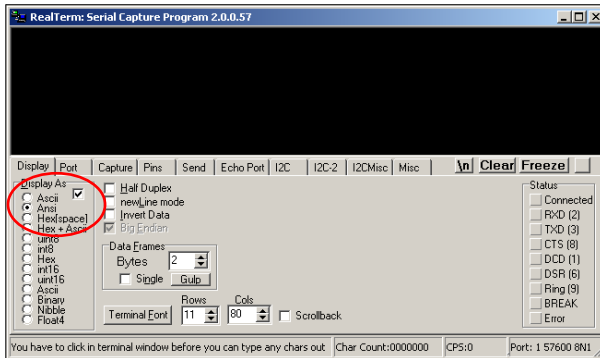 RealTerm: Serial Capture Program 2.0.0.57
Display Port Capture Pins Send Echo Port I2C I2C-2 I2CMisc Misc \n Clear Freeze
Display As
Ascii
Ansi
Hex[space]
Hex + Ascii
uint8
int8
Hex
int16
uint16
Ascii
Binary
Nibble
Float4
Half Duplex
newLine mode
Invert Data
Big Endian
Data Frames
Bytes 2
Single Gulp
Rows Cols
Terminal Font 11 80 Scrollback
Status
Connected
RXD (2)
TXD (3)
CTS (8)
DCD (1)
DSR (6)
Ring (9)
BREAK
Error
You have to click in terminal window before you can type any chars out Char Count:0000000 CPS:0 Port: 1 57600 8N1